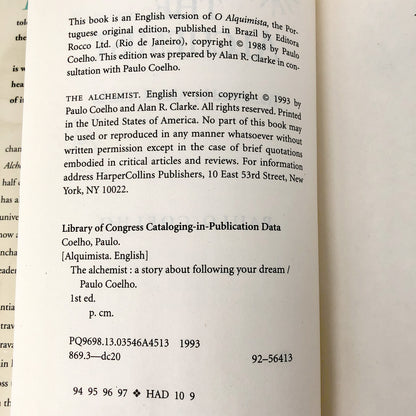 This book is an English version of O Alquimista, the Por-
tuguese original edition, published in Brazil by Editora
Rocco Ltd. (Rio de Janeiro), copyright © 1988 by Paulo
Coelho. This edition was prepared by Alan R. Clarke in con-
sultation with Paulo Coelho.
THE ALCHEMIST. English version copyright © 1993 by
Paulo Coelho and Alan R. Clarke. All rights reserved. Printed
in the United States of America. No part of this book may
be used or reproduced in any manner whatsoever without
written permission except in the case of brief quotations
embodied in critical articles and reviews. For information
address HarperCollins Publishers, 10 East 53rd Street, New
York, NY 10022.
Library of Congress Cataloging-in-Publication Data
Coelho, Paulo.
[Alquimista. English]
The alchemist : a story about following your dream /
Paulo Coelho.
1st ed.
p. cm.
PQ9698.13.03546A4513 1993
869.3—dc20 92-56413
94 95 96 97 ❖ HAD 10 9